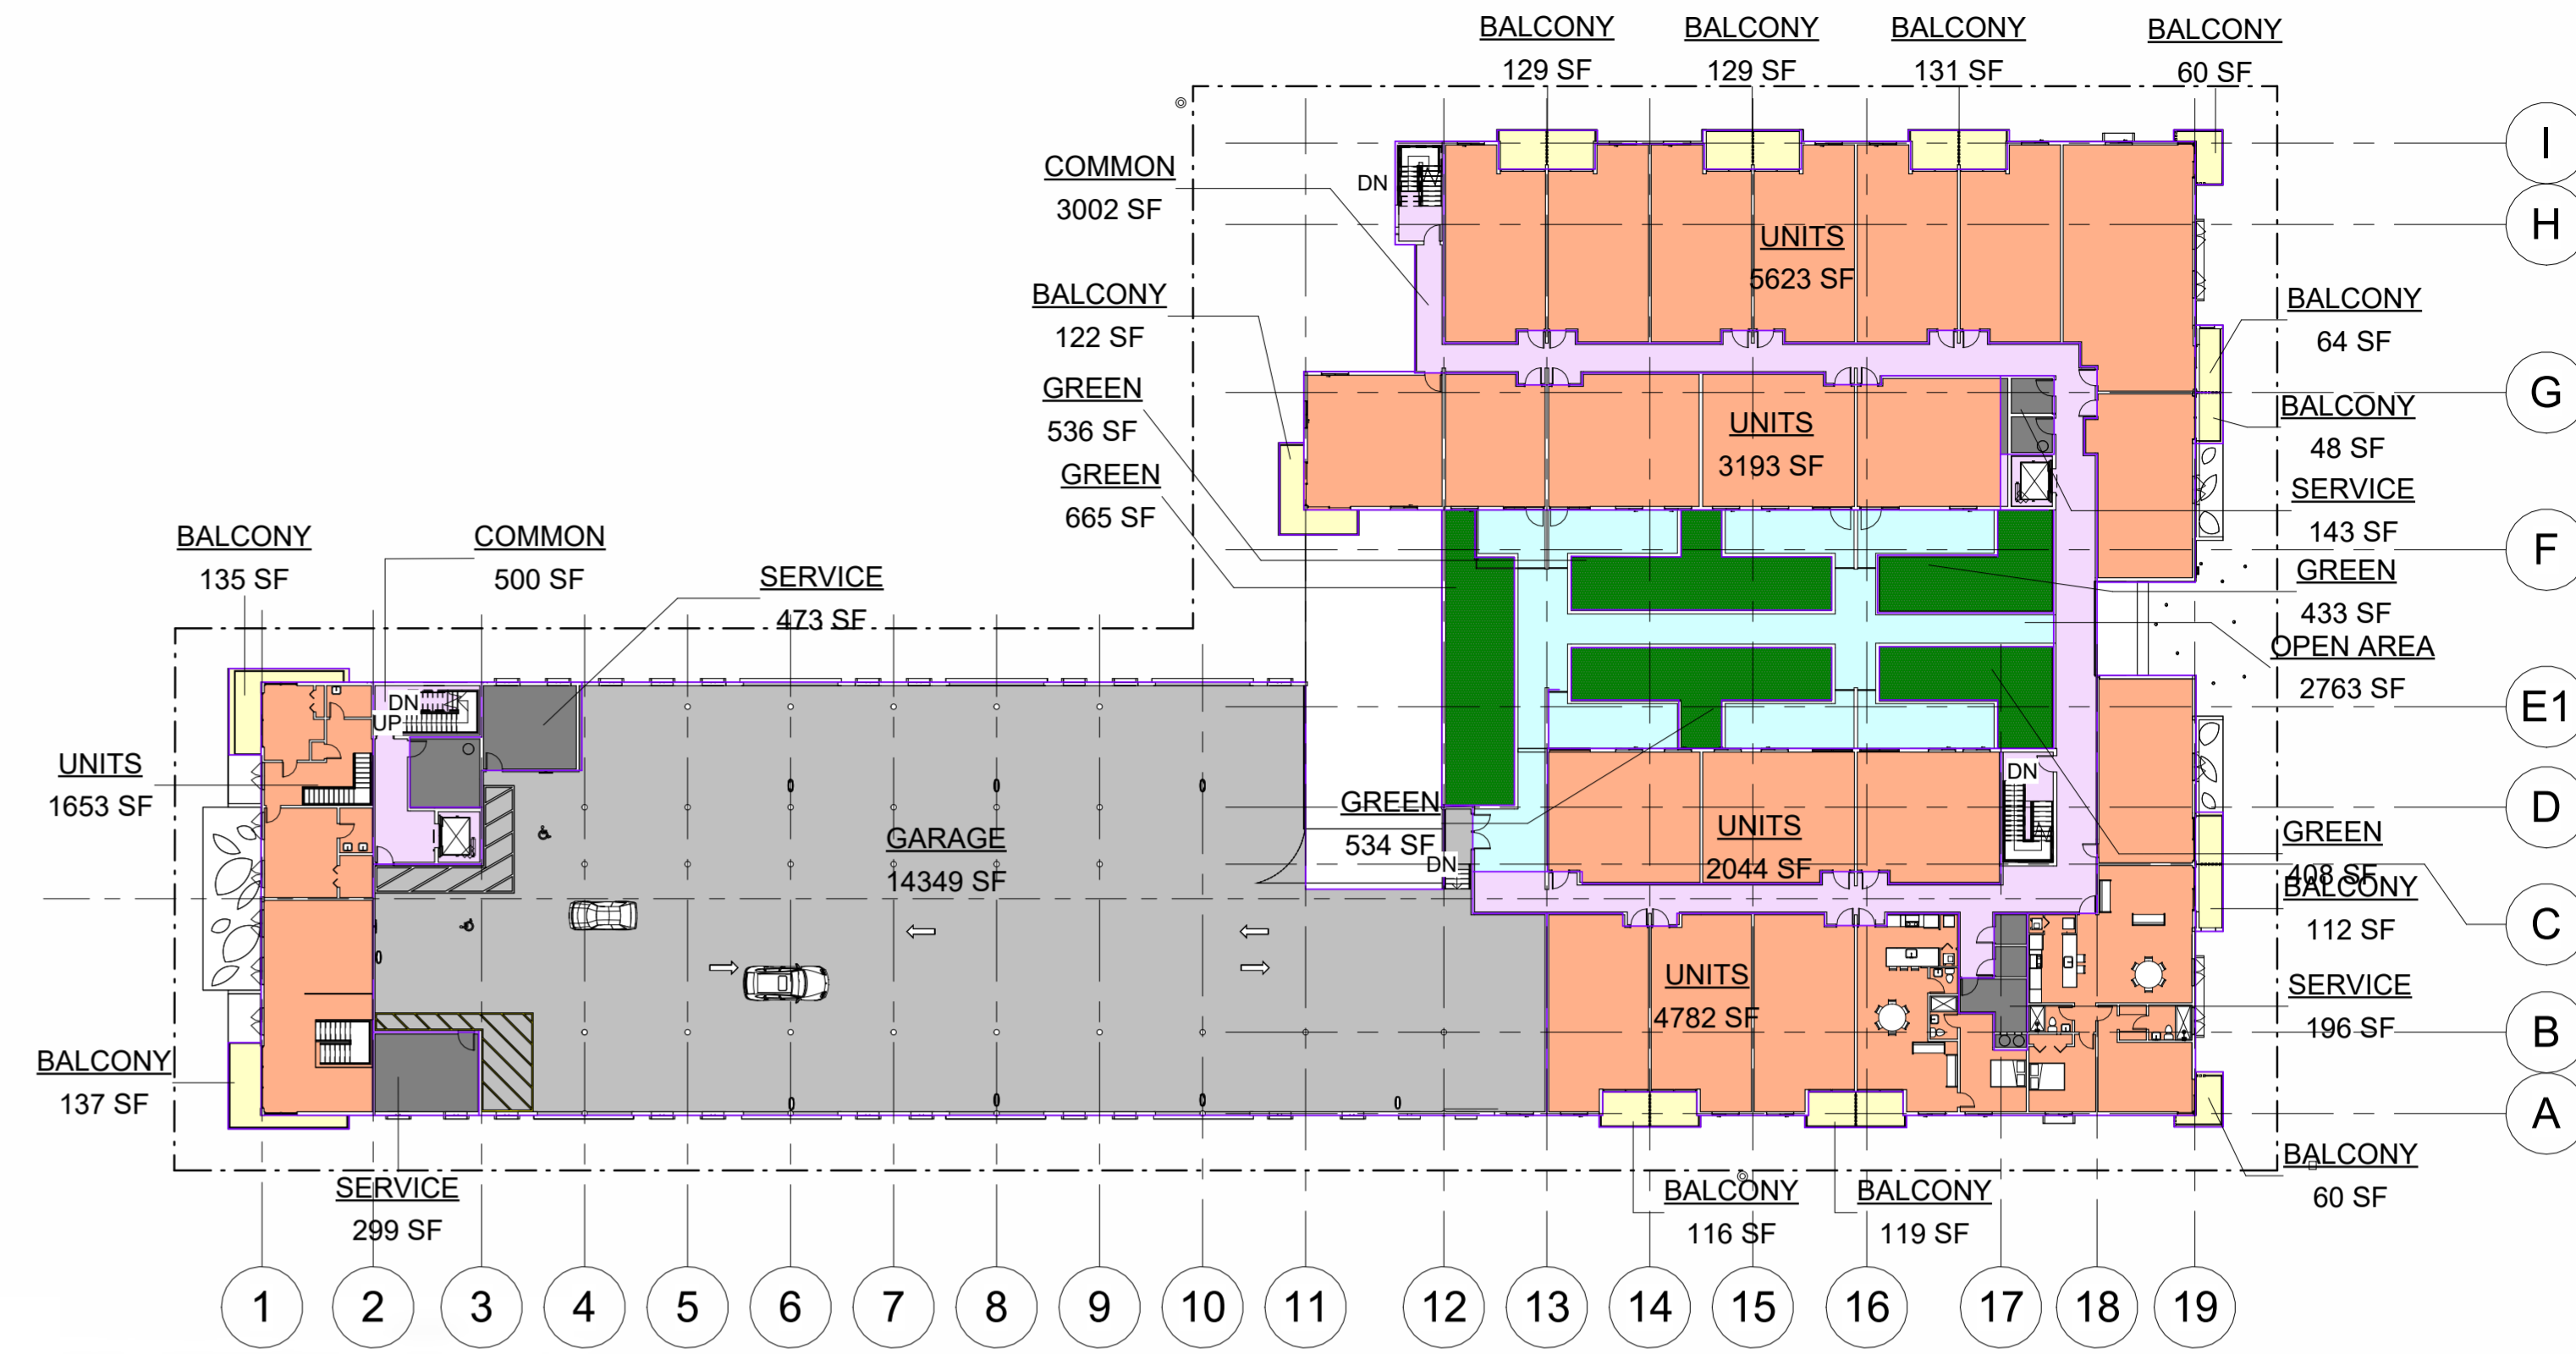 BALCONY
129 SF
BALCONY
129 SF
BALCONY
131 SF
BALCONY
60 SF
I
COMMON
3002 SF
DN
H
UNITS
5623 SF
BALCONY
122 SF
BALCONY
64 SF
GREEN
536 SF
G
BALCONY
48 SF
UNITS
3193 SF
GREEN
665 SF
SERVICE
143 SF
BALCONY
135 SF
COMMON
500 SF
SERVICE
473 SF
F
GREEN
433 SF
OPEN AREA
2763 SF
DN
UP
E1
UNITS
1653 SF
DN
GREEN
534 SF
DN
GARAGE
14349 SF
UNITS
2044 SF
D
GREEN
408 SF
BALCONY
112 SF
C
UNITS
4782 SF
SERVICE
196 SF
B
BALCONY
137 SF
A
BALCONY
60 SF
SERVICE
299 SF
BALCONY
116 SF
BALCONY
119 SF
1 2 3 4 5 6 7 8 9 10 11 12 13 14 15 16 17 18 19